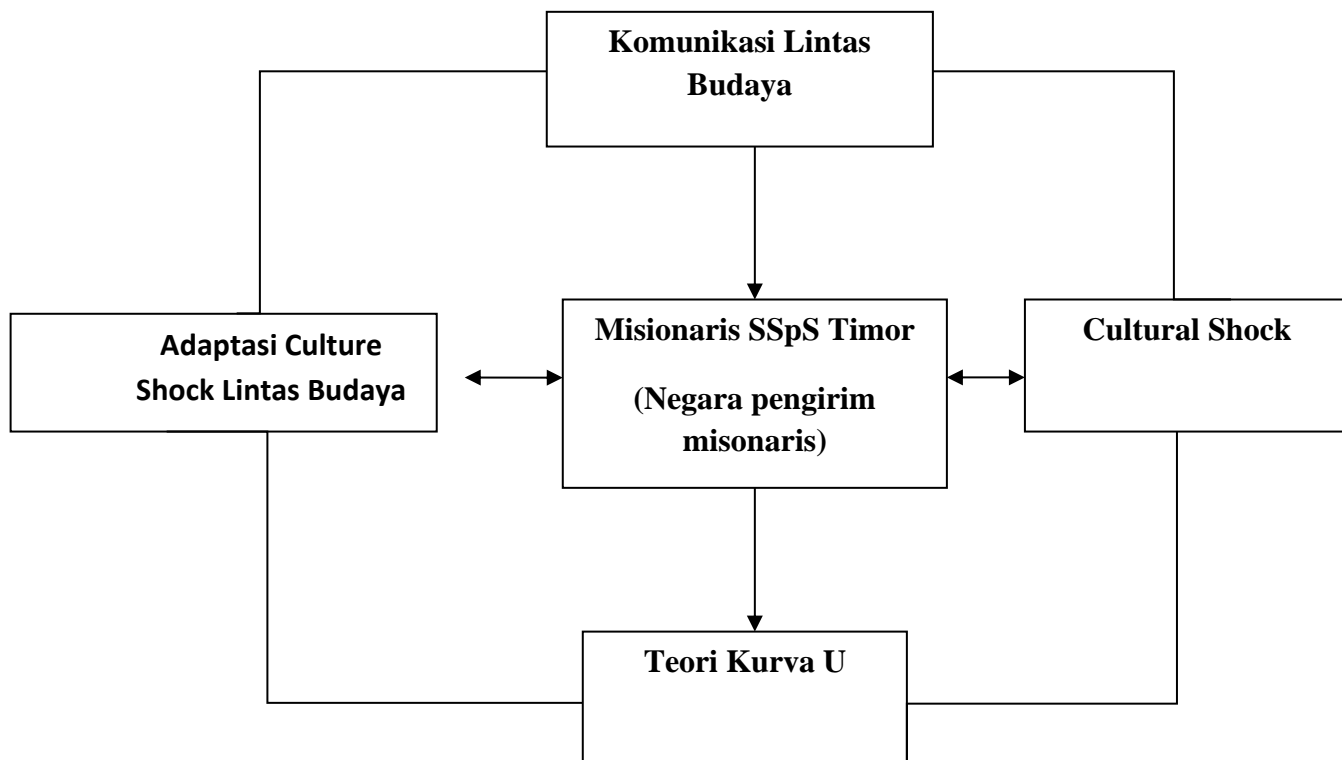 Komunikasi Lintas
Budaya
Adaptasi Culture
Shock Lintas Budaya
Misionaris SSpS Timor
(Negara pengirim
misonaris)
Cultural Shock
Teori Kurva U